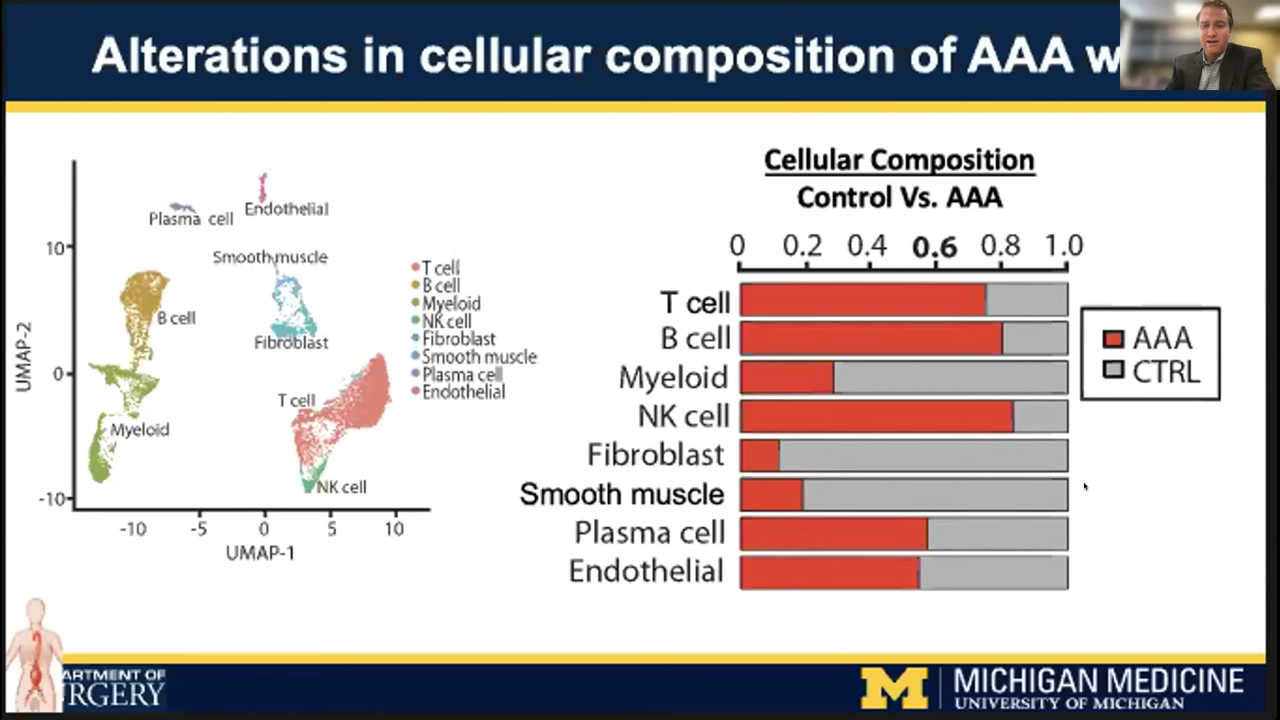 Alterations in cellular composition of AAA w
Cellular Composition
Control Vs. AAA
0 0.2 0.4 0.6 0.8 1.0
T cell
B cell
Myeloid
NK cell
Fibroblast
Smooth muscle
Plasma cell
Endothelial
AAA
CTRL
Plasma cell
Endothelial
Smooth muscle
B cell
Fibroblast
T cell
Myeloid
NK cell
T cell
B cell
Myeloid
NK cell
Fibroblast
Smooth muscle
Plasma cell
Endothelial
UMAP-2
10
0
-10
-10 -5 0 5 10
UMAP-1
ARTMENT OF
RGERY
M
MICHIGAN MEDICINE
UNIVERSITY OF MICHIGAN